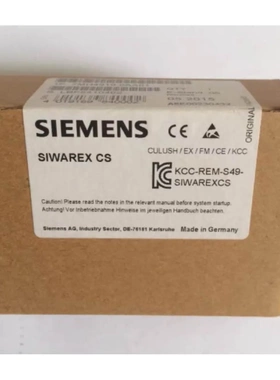 SIEMENS
SIWAREX CS
CULUSH / EX / FM / CE / KCC
KCC-REM-S49-
SIWAREXCS
Caution! Please read the notes in the relevant manual before system startup.
Achtung! Vor Inbetriebnahme Hinweise im jeweiligen Handbuch beachten.
Siemens AG, Industry Sector, DE-76181 Karlsruhe
Made in Germany
ORIGINAL